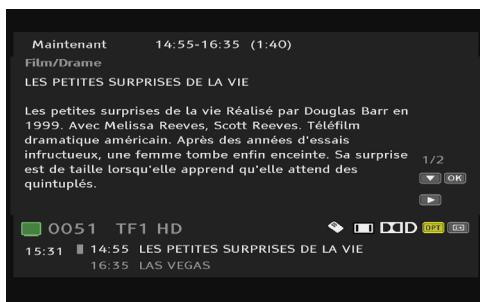 Maintenant 14:55-16:35 (1:40)
Film/Drame
LES PETITES SURPRISES DE LA VIE
Les petites surprises de la vie Réalisé par Douglas Barr en
1999. Avec Melissa Reeves, Scott Reeves. Téléfilm
dramatique américain. Après des années d'essais
infructueux, une femme tombe enfin enceinte. Sa surprise
est de taille lorsqu'elle apprend qu'elle attend des
quintuplés.
1/2
OK
0051 TF1 HD OPT
15:31 14:55 LES PETITES SURPRISES DE LA VIE
16:35 LAS VEGAS